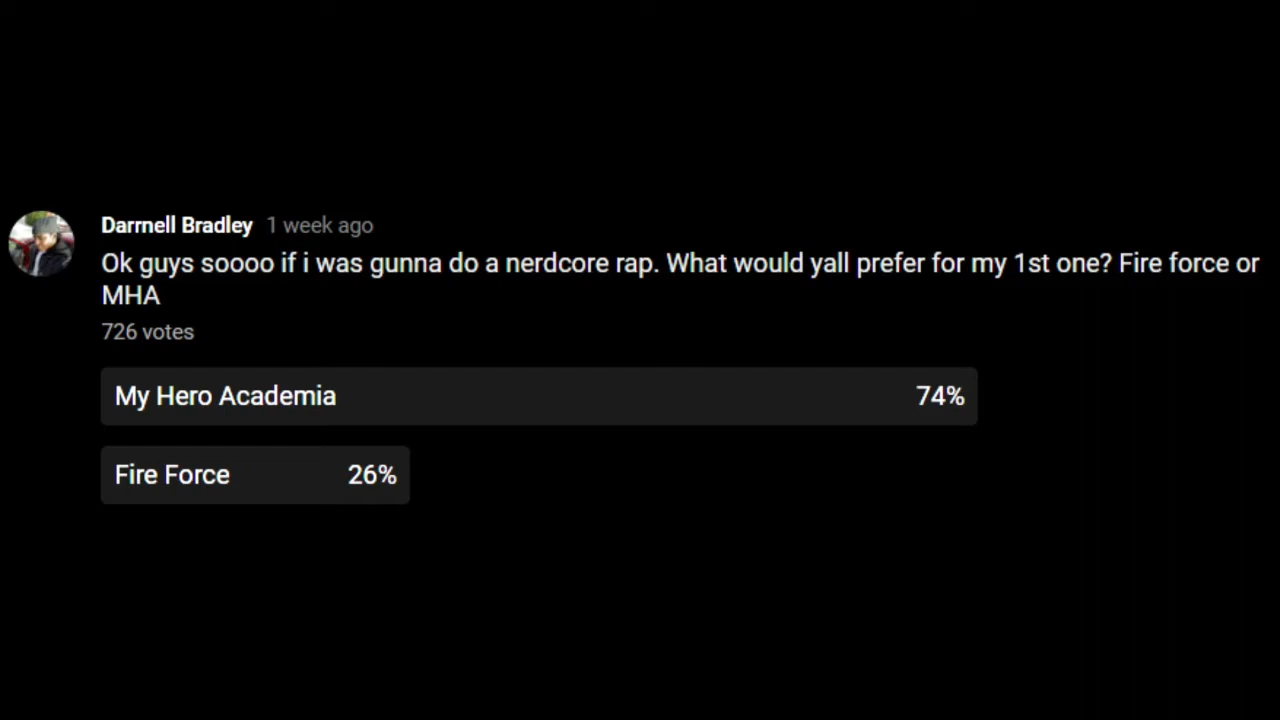 Darrnell Bradley 1 week ago
Ok guys soooo if i was gunna do a nerdcore rap. What would yall prefer for my 1st one? Fire force or
MHA
726 votes
My Hero Academia 74%
Fire Force 26%